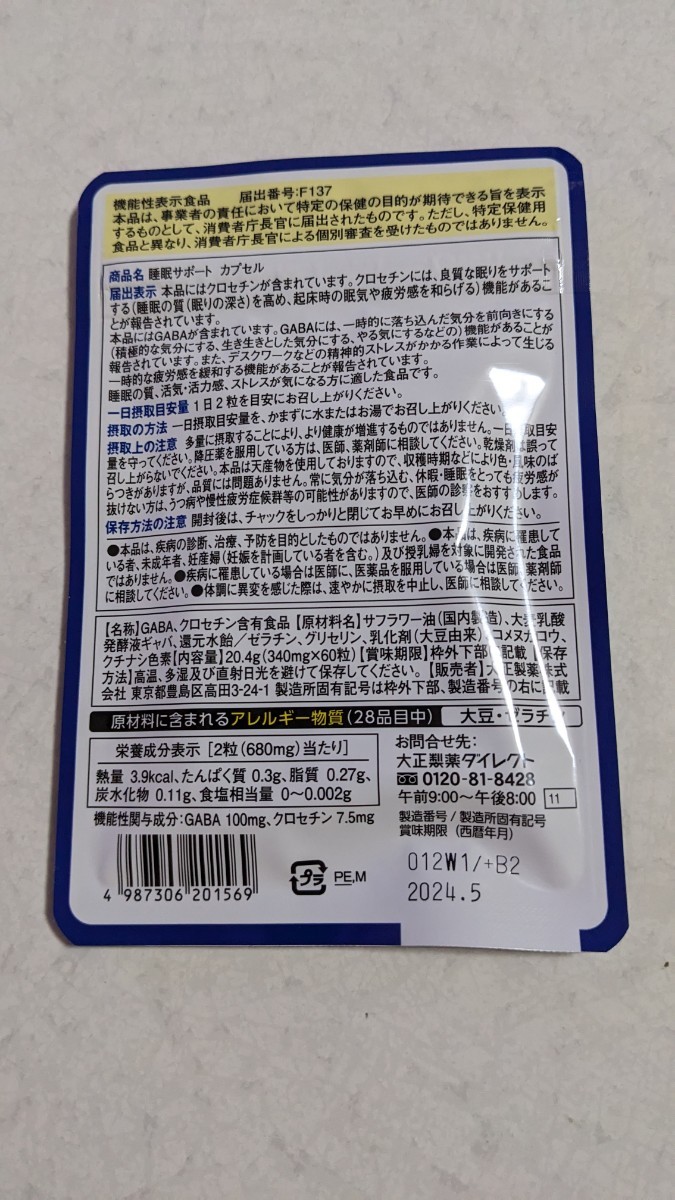 機能性表示食品 届出番号:F137
本品は、事業者の責任において特定の保健の目的が期待できる旨を表示
するものとして、消費者庁長官に届出されたものです。ただし、特定保健用
食品と異なり、消費者庁長官による個別審査を受けたものではありません。
商品名 睡眠サポート カプセル
届出表示 本品にはクロセチンが含まれています。クロセチンには、良質な眠りをサポート
する(睡眠の質(眠りの深さ)を高め、起床時の眠気や疲労感を和らげる)機能があるこ
とが報告されています。
本品にはGABAが含まれています。GABAには、一時的に落ち込んだ気分を前向きにする
(積極的な気分にする、生き生きとした気分にする、やる気にするなどの)機能があることが
報告されています。また、デスクワークなどの精神的ストレスがかかる作業によって生じる
一時的な疲労感を緩和する機能があることが報告されています。
睡眠の質、活気・活力感、ストレスが気になる方に適した食品です。
一日摂取目安量 1日2粒を目安にお召し上がりください。
摂取の方法 一日摂取目安量を、かまずに水またはお湯でお召し上がりください。
摂取上の注意 多量に摂取することにより、より健康が増進するものではありません。一日 取目安
量を守ってください。降圧薬を服用している方は、医師、薬剤師に相談してください。乾燥剤は誤って
召し上がらないでください。本品は天産物を使用しておりますので、収穫時期などにより色・風味のば
らつきがありますが、品質には問題ありません。常に気分が落ち込む、休暇・睡眠をとっても疲労感が
抜けない方は、うつ病や慢性疲労症候群等の可能性がありますので、医師の診察をおすすめします。
保存方法の注意 開封後は、チャックをしっかりと閉じてお早めにお召し上がりください。
●本品は、疾病の診断、治療、予防を目的としたものではありません。●本品は、疾病に罹患して
いる者、未成年者、妊産婦(妊娠を計画している者を含む。)及び授乳婦を対象に開発された食品
ではありません。●疾病に罹患している場合は医師に、医薬品を服用している場合は医師、薬剤師
に相談してください。●体調に異変を感じた際は、速やかに摂取を中止し、医師に相談してください。
【名称】GABA、クロセチン含有食品【原材料名】サフラワー油(国内製造)、大麦乳酸
発酵液ギャバ、還元水飴/ゼラチン、グリセリン、乳化剤(大豆由来)、コメヌカロウ、
クチナシ色素【内容量】20.4g(340mg×60粒)【賞味期限】枠外下部に記載【保存
方法】高温、多湿及び直射日光を避けて保存してください。【販売者】大正製薬株式
会社 東京都豊島区高田3-24-1 製造所固有記号は枠外下部、製造番号の右に記載
原材料に含まれるアレルギー物質(28品目中) 大豆・ゼラチン
栄養成分表示 [2粒(680mg)当たり]
熱量 3.9kcal、たんぱく質 0.3g、脂質 0.27g、
炭水化物 0.11g、食塩相当量 0〜0.002g
機能性関与成分:GABA 100mg、クロセチン 7.5mg
お問合せ先:
大正製薬ダイレクト
0120-81-8428
午前9:00〜午後8:00 11
製造番号/製造所固有記号
賞味期限(西暦年月)
012W1/+B2
2024.5
4 987306 201569
プラ PE,M